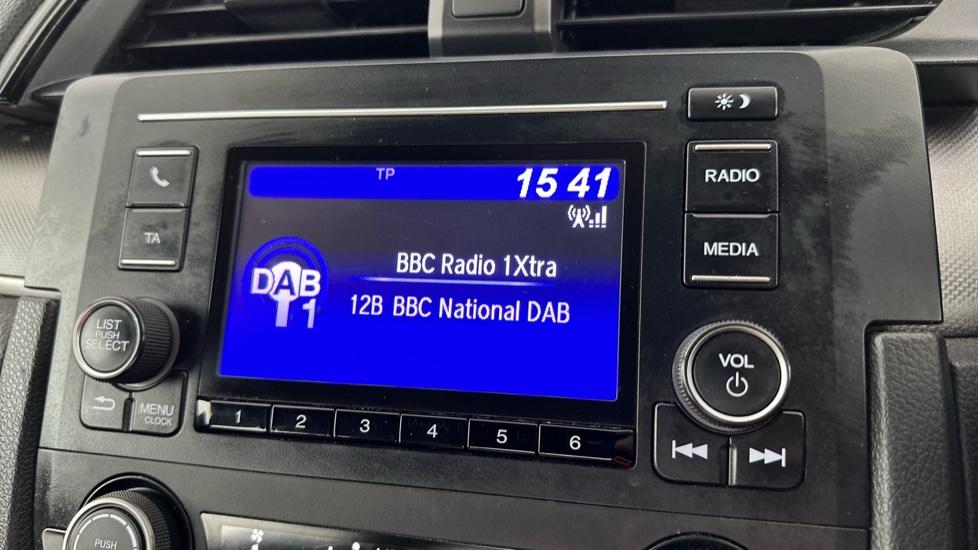 TP 15 41
DAB
1
BBC Radio 1Xtra
12B BBC National DAB
TA
LIST
PUSH
SELECT
MENU
CLOCK
RADIO
MEDIA
VOL
1 2 3 4 5 6
PUSH